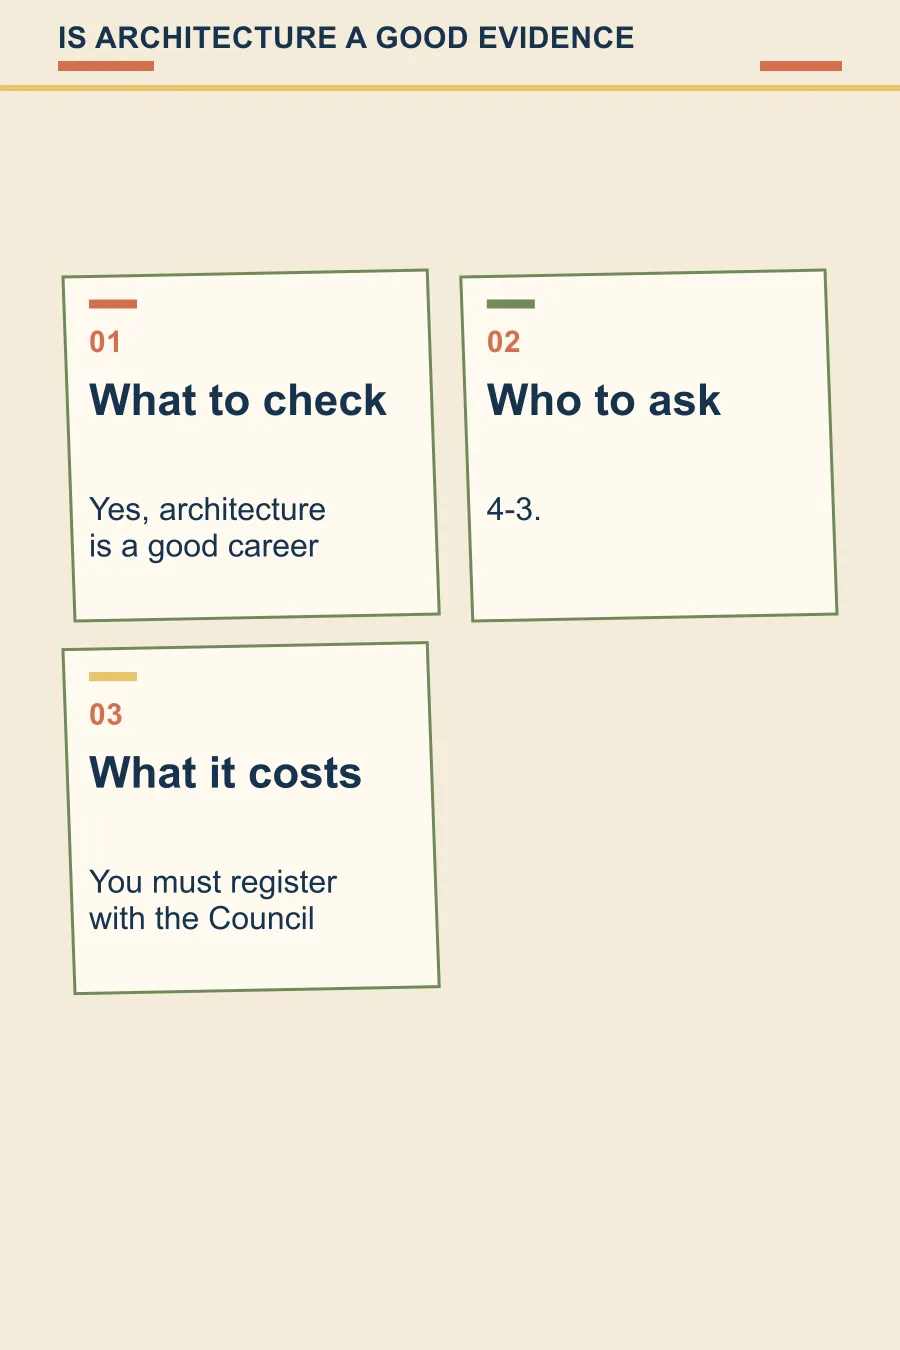 IS ARCHITECTURE A GOOD EVIDENCE
01
What to check
Yes, architecture
is a good career
02
Who to ask
4-3.
03
What it costs
You must register
with the Council